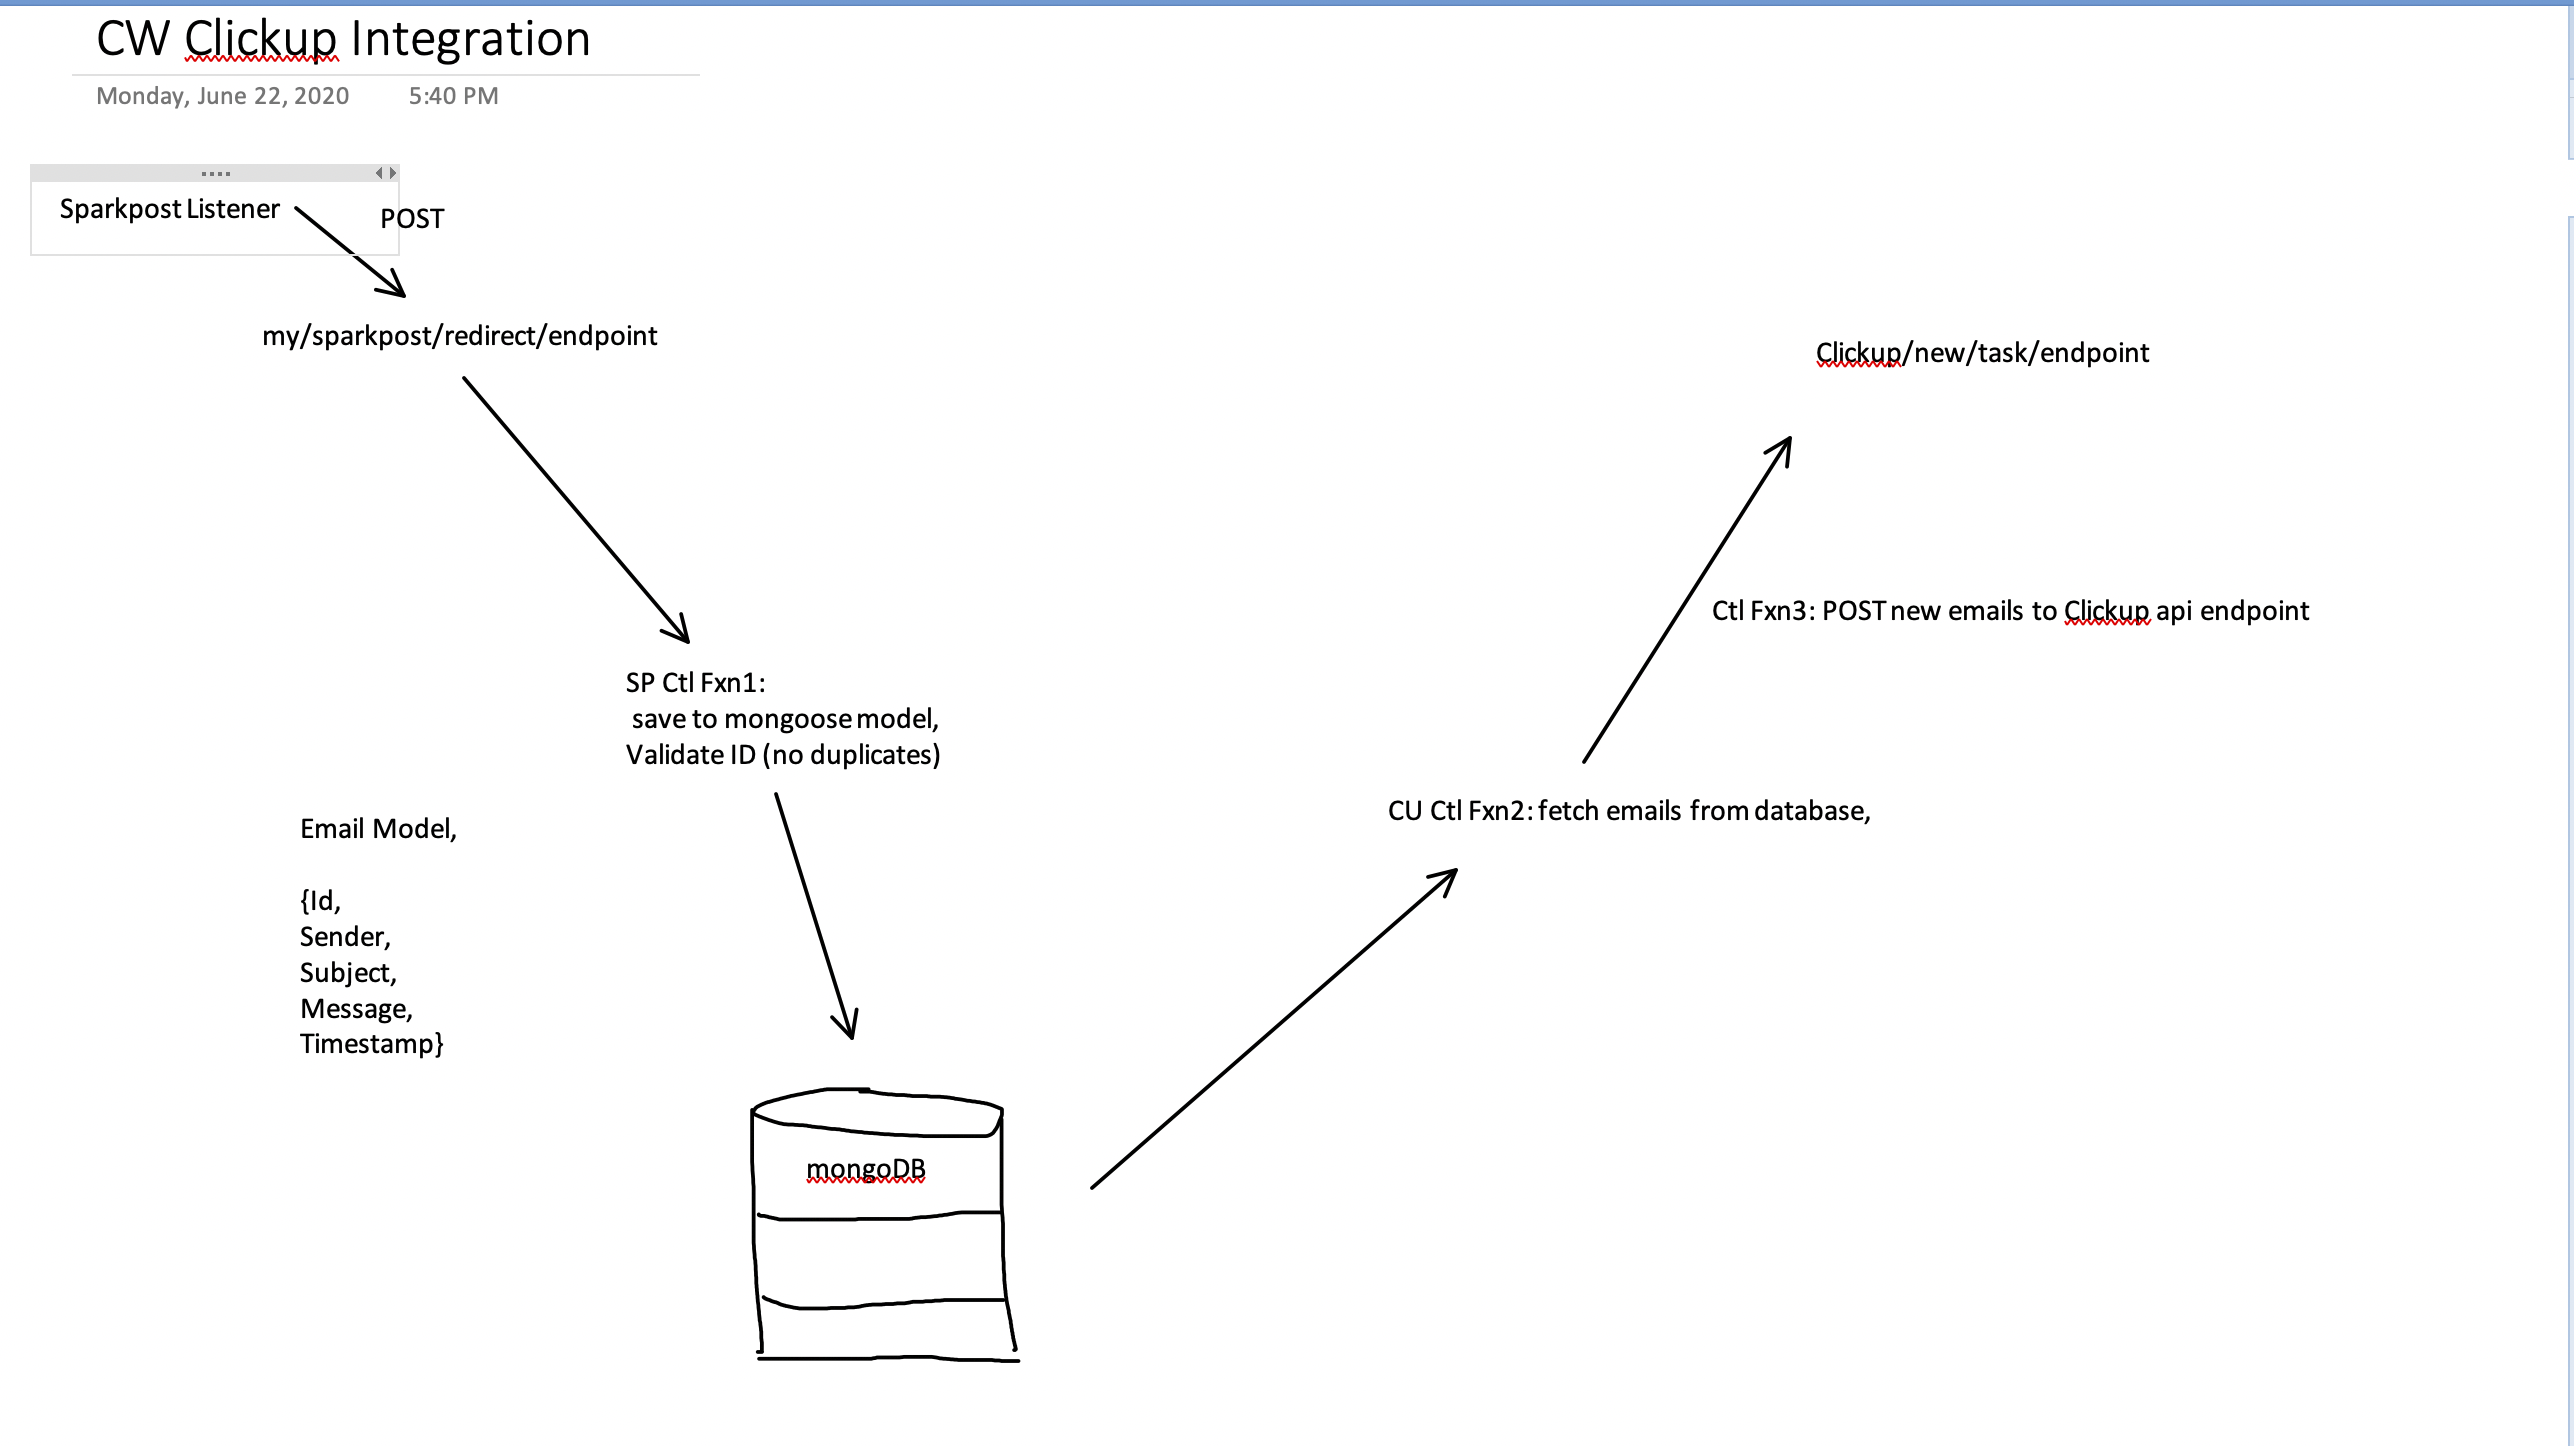 CW Clickup Integration
Monday, June 22, 2020 5:40 PM
Sparkpost Listener
POST
my/sparkpost/redirect/endpoint
SP Ctl Fxn1:
save to mongoose model,
Validate ID (no duplicates)
Email Model,
{Id,
Sender,
Subject,
Message,
Timestamp}
mongoDB
CU Ctl Fxn2: fetch emails from database,
Ctl Fxn3: POST new emails to Clickup api endpoint
Clickup/new/task/endpoint